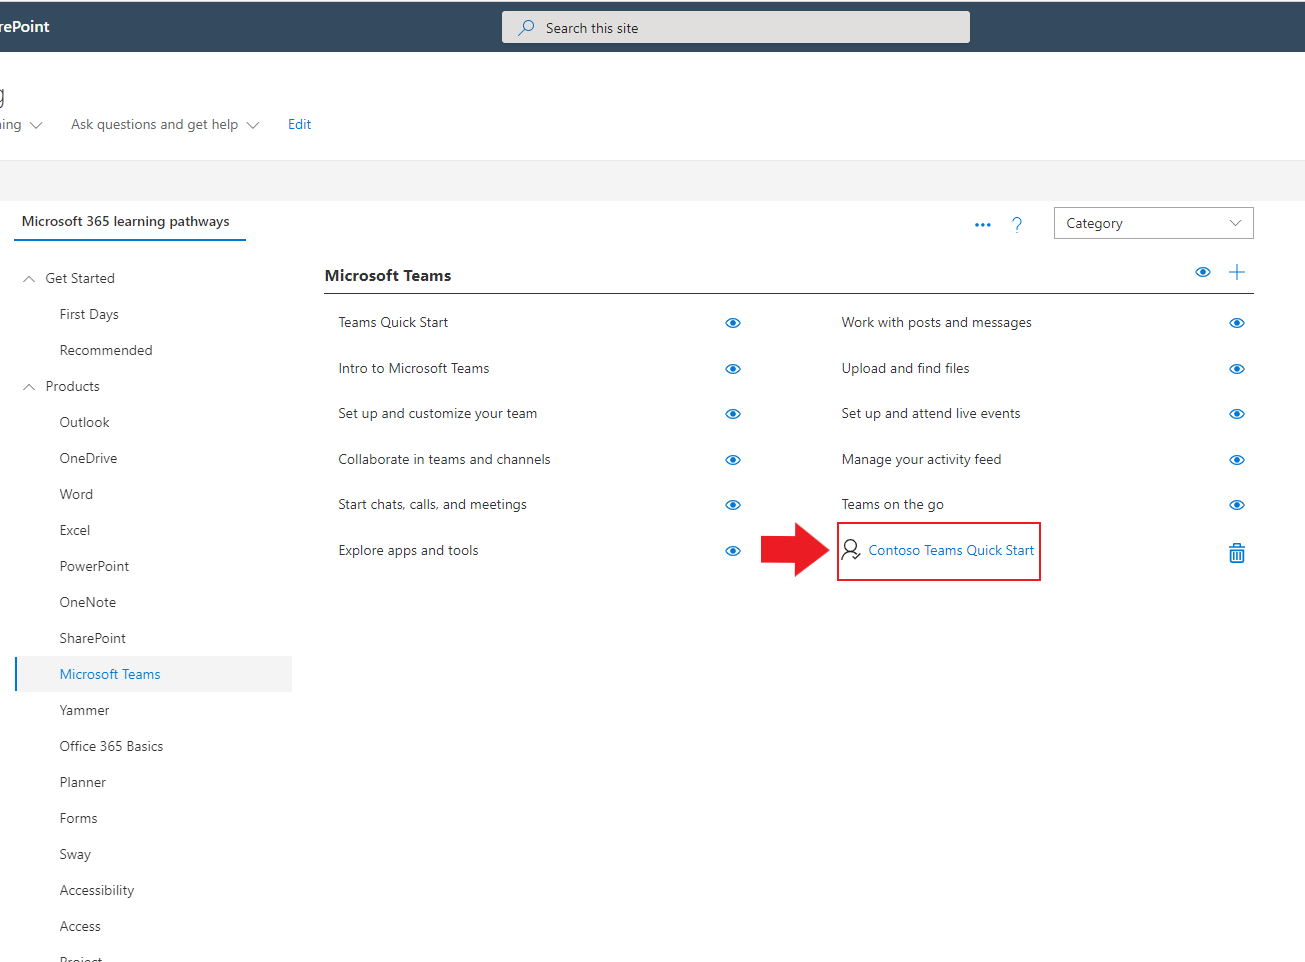 rePoint
Search this site
g
ning
Ask questions and get help
Edit
Microsoft 365 learning pathways
?
Category
Get Started
First Days
Recommended
Products
Outlook
OneDrive
Word
Excel
PowerPoint
OneNote
SharePoint
Microsoft Teams
Yammer
Office 365 Basics
Planner
Forms
Sway
Accessibility
Access
Project
Microsoft Teams
Teams Quick Start
Intro to Microsoft Teams
Set up and customize your team
Collaborate in teams and channels
Start chats, calls, and meetings
Explore apps and tools
Work with posts and messages
Upload and find files
Set up and attend live events
Manage your activity feed
Teams on the go
Contoso Teams Quick Start